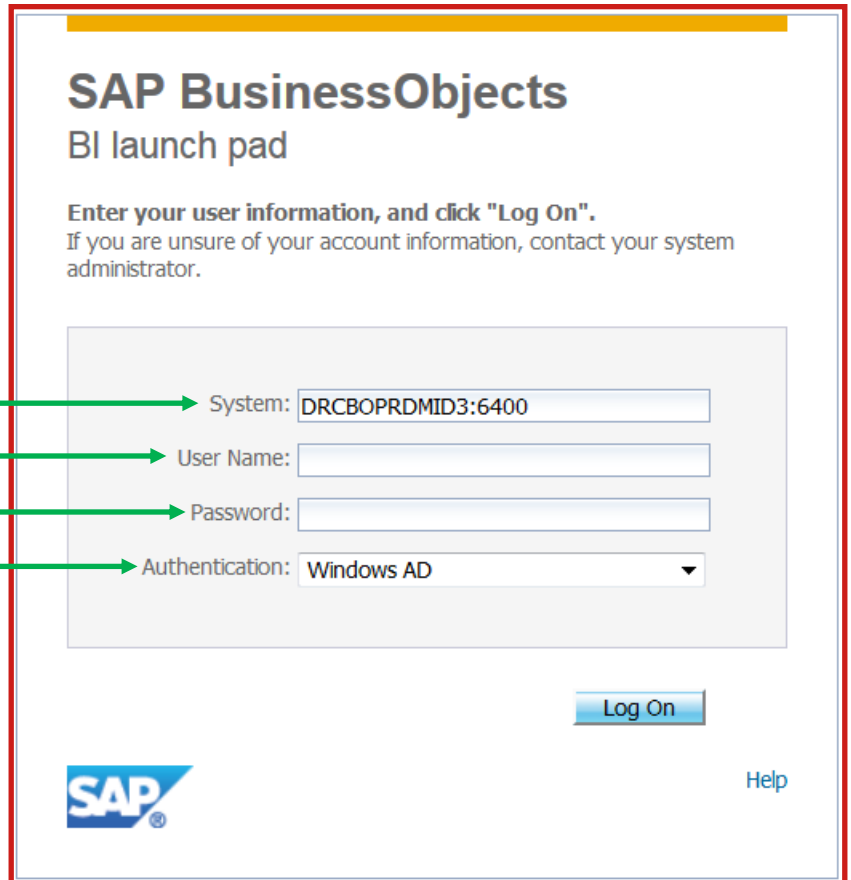 SAP BusinessObjects
BI launch pad
Enter your user information, and click "Log On".
If you are unsure of your account information, contact your system
administrator.
System: DRCBOPRDMID3:6400
User Name:
Password:
Authentication: Windows AD
Log On
Help
SAP®